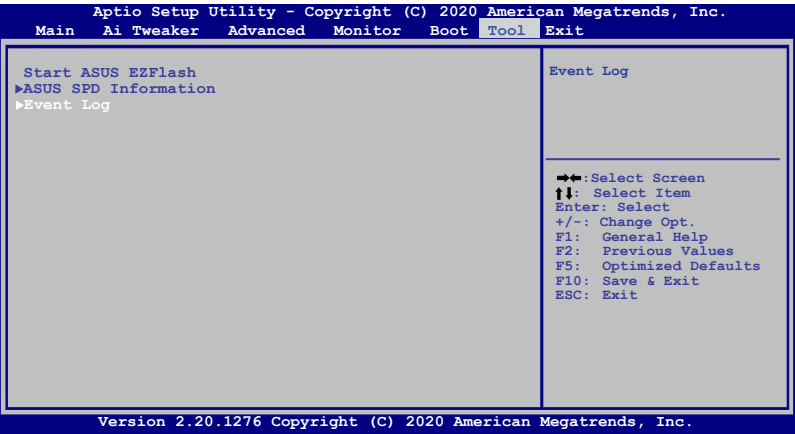 Aptio Setup Utility - Copyright (C) 2020 American Megatrends, Inc.
Main Ai Tweaker Advanced Monitor Boot Tool Exit
Start ASUS EZFlash
▶ASUS SPD Information
▶Event Log
Event Log
→←:Select Screen
↑↓: Select Item
Enter: Select
+/-: Change Opt.
F1: General Help
F2: Previous Values
F5: Optimized Defaults
F10: Save & Exit
ESC: Exit
Version 2.20.1276 Copyright (C) 2020 American Megatrends, Inc.